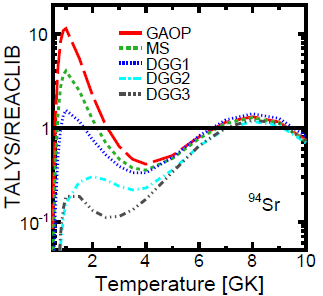 TALYS/REACLIB
10
1
10⁻¹
GAOP
MS
DGG1
DGG2
DGG3
⁹⁴Sr
2 4 6 8 10
Temperature [GK]